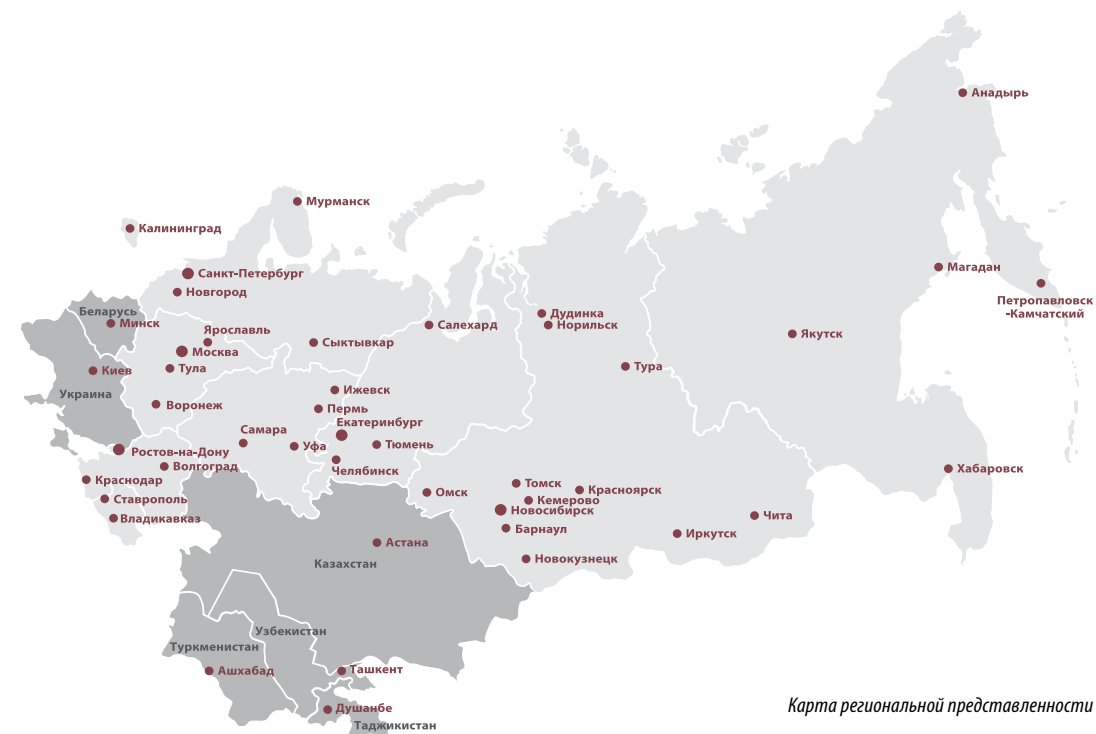 Анадырь
Мурманск
Калининград
Магадан
Санкт-Петербург
Новгород
Петропавловск
-Камчатский
Беларусь
Минск
Дудинка
Норильск
Салехард
Ярославль
Якутск
Сыктывкар
Москва
Тула
Тура
Киев
Украина
Ижевск
Воронеж
Пермь
Екатеринбург
Самара
Уфа
Тюмень
Ростов-на-Дону
Волгоград
Челябинск
Хабаровск
Краснодар
Томск
Омск
Красноярск
Ставрополь
Кемерово
Новосибирск
Владикавказ
Чита
Барнаул
Иркутск
Астана
Новокузнецк
Казахстан
Узбекистан
Туркменистан
Ашхабад
Ташкент
Душанбе
Таджикистан
Карта региональной представленности